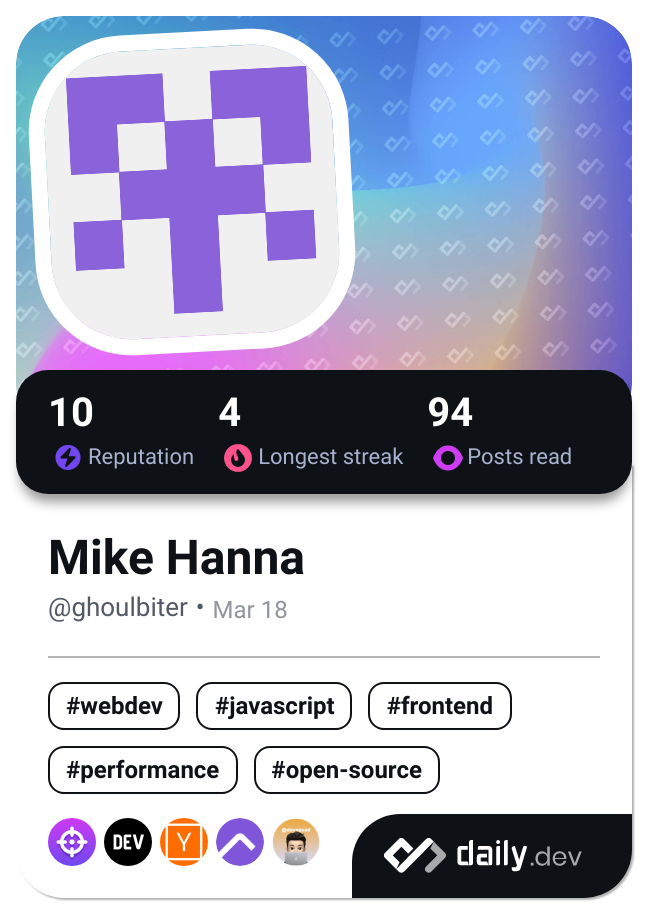 10 4 94
Reputation Longest streak Posts read
Mike Hanna
@ghoulbiter • Mar 18
#webdev #javascript #frontend
#performance #open-source
DEV Y daily.dev